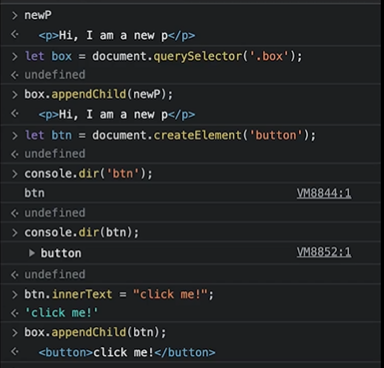 newP
<p>Hi, I am a new p</p>
let box = document.querySelector('.box');
undefined
box.appendChild(newP);
<p>Hi, I am a new p</p>
let btn = document.createElement('button');
undefined
console.dir('btn');
btn VM8844:1
undefined
console.dir(btn);
button VM8852:1
undefined
btn.innerText = "click me!";
'click me!'
box.appendChild(btn);
<button>click me!</button>